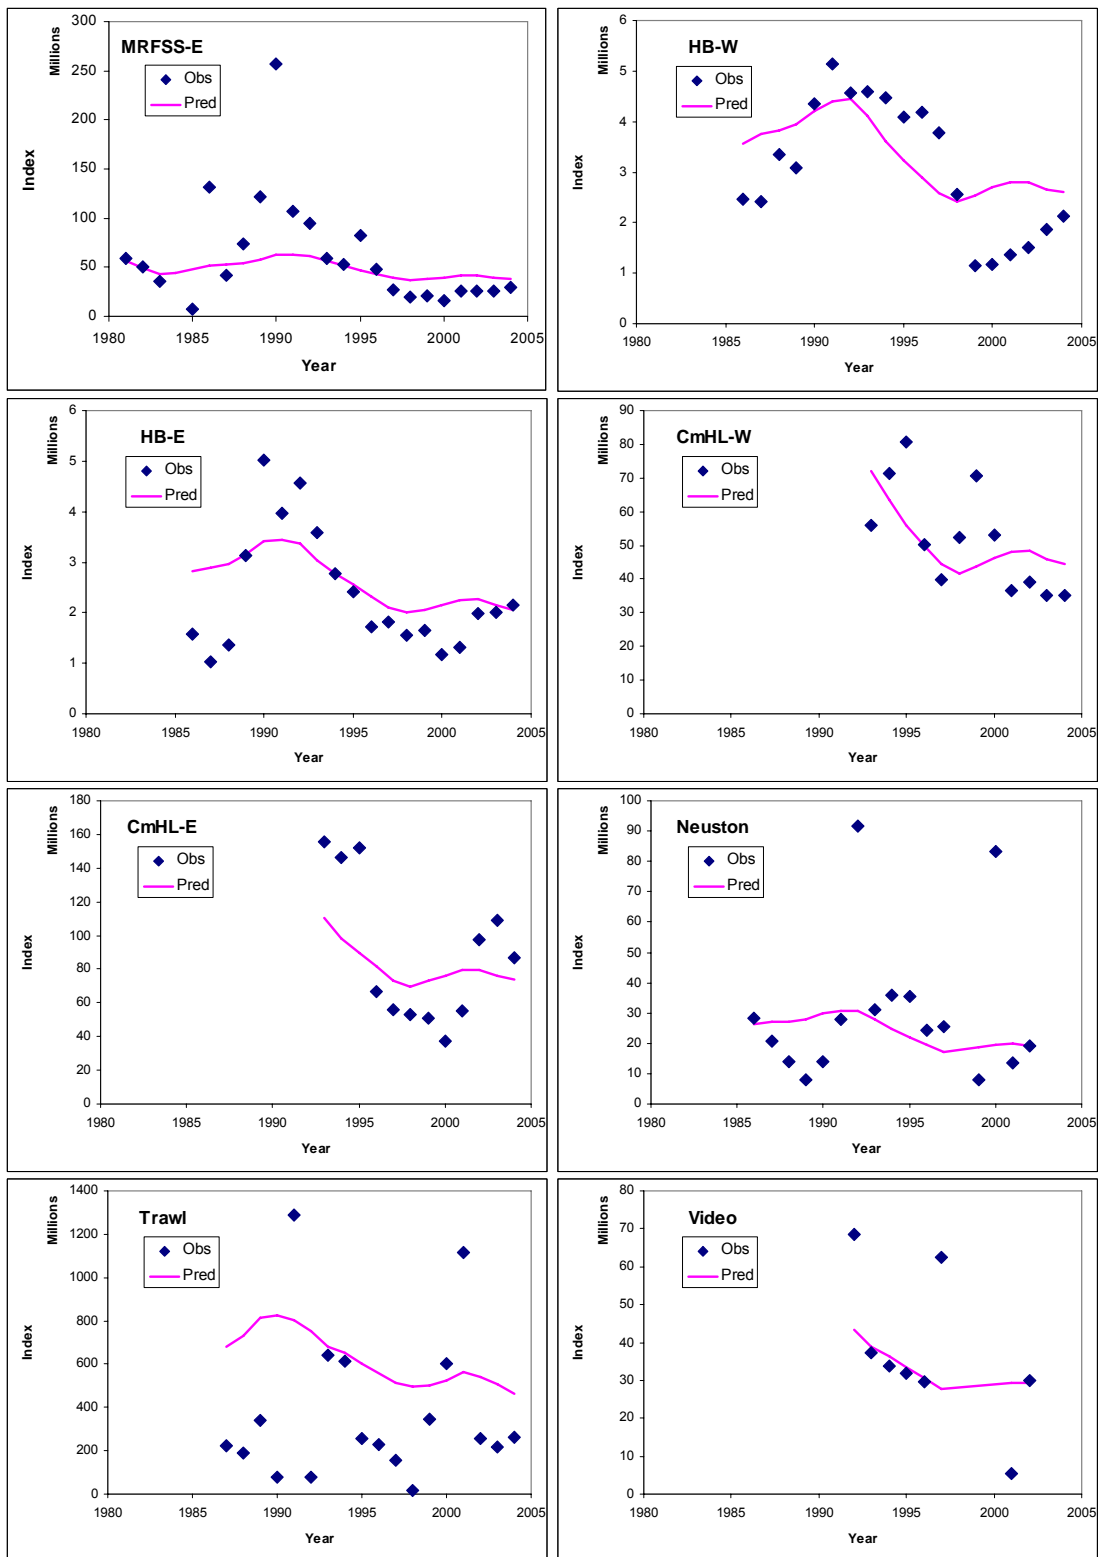 MRFSS-E
Millions
Obs
Pred
Index
300
250
200
150
100
50
0
1980 1985 1990 1995 2000 2005
Year
HB-W
Millions
Obs
Pred
Index
6
5
4
3
2
1
0
1980 1985 1990 1995 2000 2005
Year
HB-E
Millions
Obs
Pred
Index
6
5
4
3
2
1
0
1980 1985 1990 1995 2000 2005
Year
CmHL-W
Millions
Obs
Pred
Index
90
80
70
60
50
40
30
20
10
0
1980 1985 1990 1995 2000 2005
Year
CmHL-E
Millions
Obs
Pred
Index
180
160
140
120
100
80
60
40
20
0
1980 1985 1990 1995 2000 2005
Year
Neuston
Millions
Obs
Pred
Index
100
90
80
70
60
50
40
30
20
10
0
1980 1985 1990 1995 2000 2005
Year
Trawl
Millions
Obs
Pred
Index
1400
1200
1000
800
600
400
200
0
1980 1985 1990 1995 2000 2005
Year
Video
Millions
Obs
Pred
Index
80
70
60
50
40
30
20
10
0
1980 1985 1990 1995 2000 2005
Year